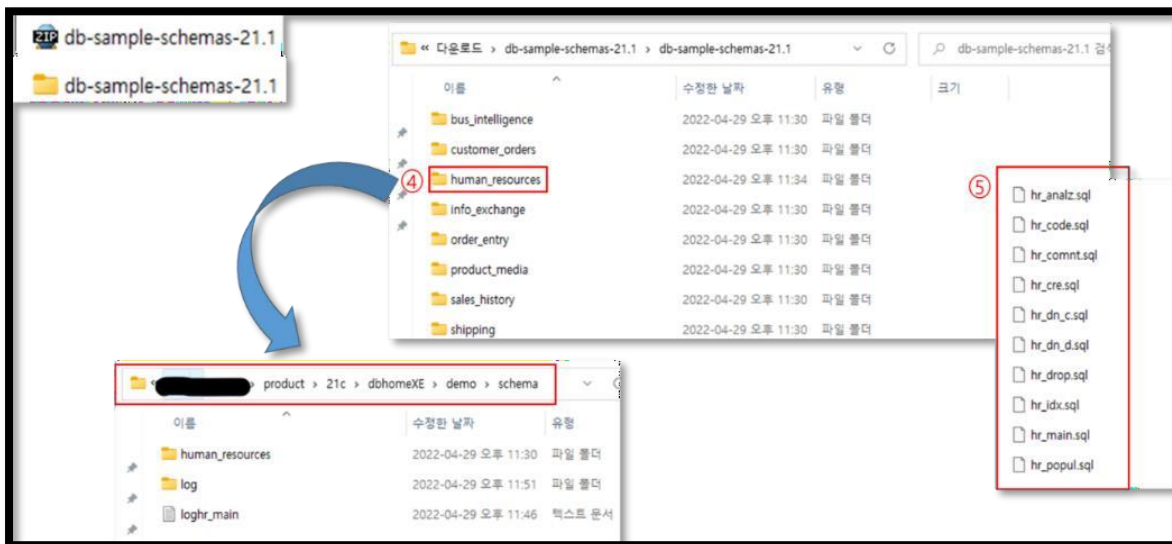 ZIP db-sample-schemas-21.1
db-sample-schemas-21.1
« 다운로드 › db-sample-schemas-21.1 › db-sample-schemas-21.1
db-sample-schemas-21.1 검색
이름 수정한 날짜 유형 크기
bus_intelligence 2022-04-29 오후 11:30 파일 폴더
customer_orders 2022-04-29 오후 11:30 파일 폴더
④ human_resources 2022-04-29 오후 11:34 파일 폴더
info_exchange 2022-04-29 오후 11:30 파일 폴더
order_entry 2022-04-29 오후 11:30 파일 폴더
product_media 2022-04-29 오후 11:30 파일 폴더
sales_history 2022-04-29 오후 11:30 파일 폴더
shipping 2022-04-29 오후 11:30 파일 폴더
⑤
hr_analz.sql
hr_code.sql
hr_comnt.sql
hr_cre.sql
hr_dn_c.sql
hr_dn_d.sql
hr_drop.sql
hr_idx.sql
hr_main.sql
hr_popul.sql
« › product › 21c › dbhomeXE › demo › schema
이름 수정한 날짜 유형
human_resources 2022-04-29 오후 11:30 파일 폴더
log 2022-04-29 오후 11:51 파일 폴더
loghr_main 2022-04-29 오후 11:46 텍스트 문서